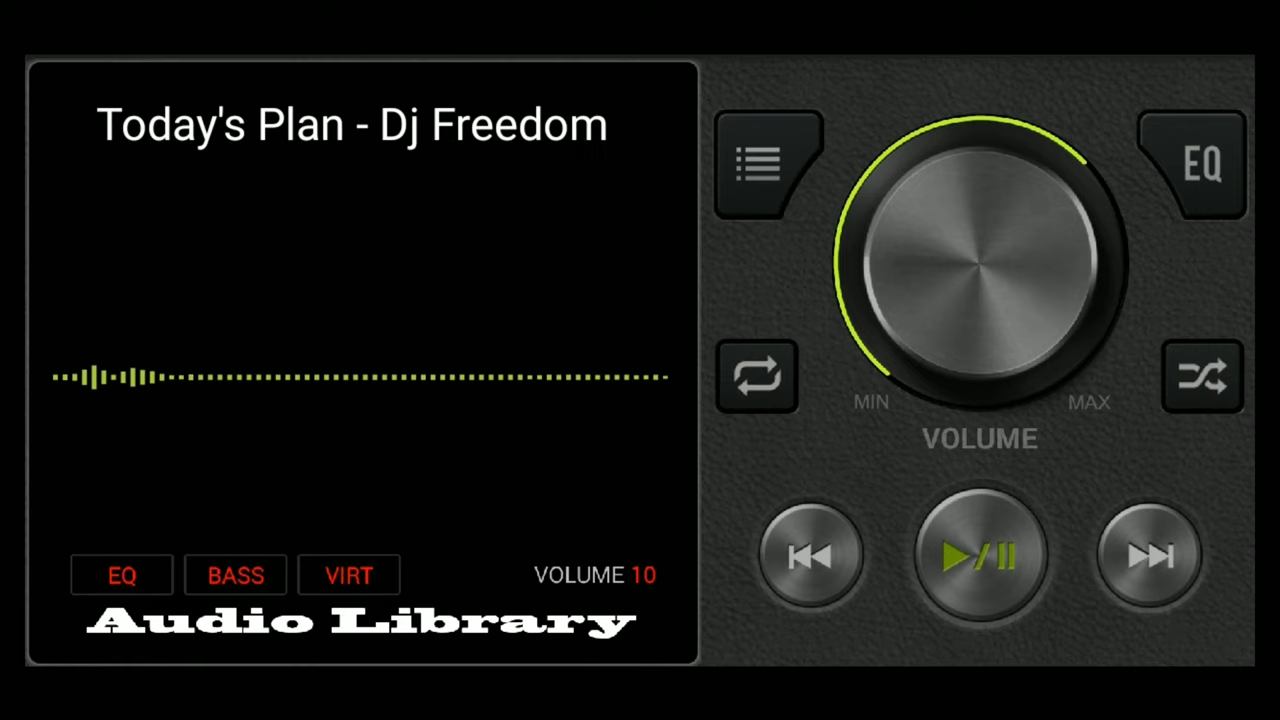 Today's Plan - Dj Freedom
EQ
MIN
MAX
VOLUME
EQ
BASS
VIRT
VOLUME 10
Audio Library